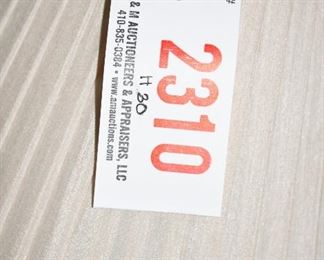 #
2310
H 30
& M AUCTIONEERS & APPRAISERS, LLC
410-835-0384 • www.amauctions.com